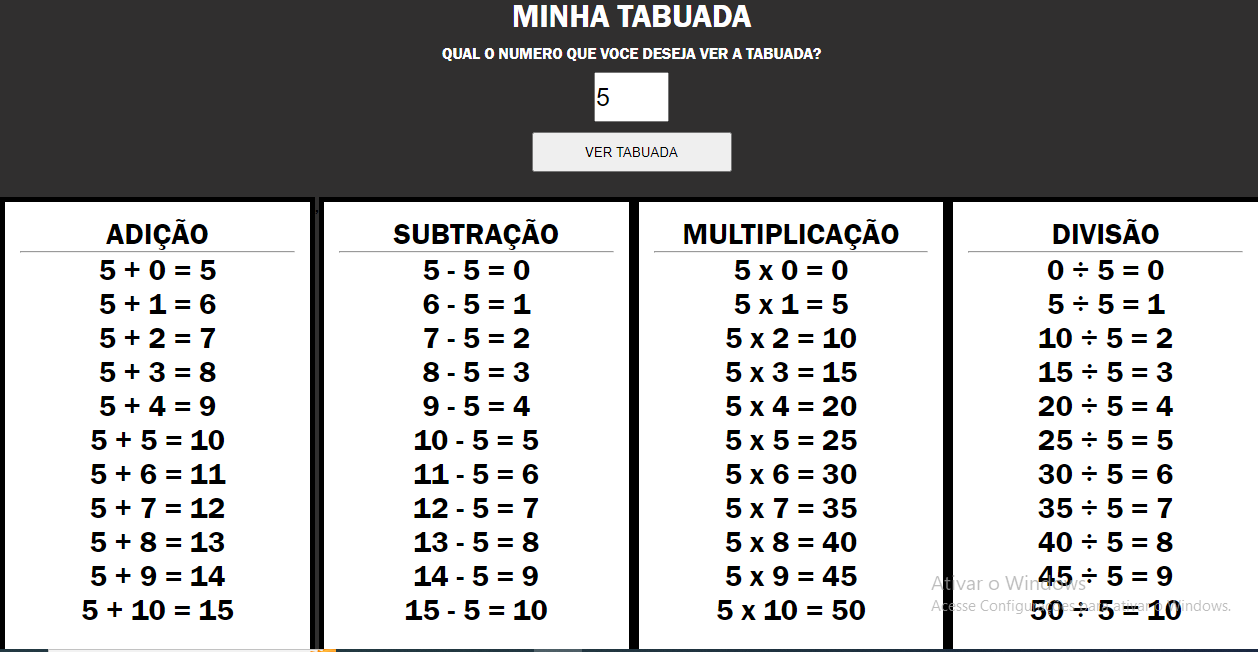 MINHA TABUADA
QUAL O NUMERO QUE VOCE DESEJA VER A TABUADA?
5
VER TABUADA
ADIÇÃO
5 + 0 = 5
5 + 1 = 6
5 + 2 = 7
5 + 3 = 8
5 + 4 = 9
5 + 5 = 10
5 + 6 = 11
5 + 7 = 12
5 + 8 = 13
5 + 9 = 14
5 + 10 = 15
SUBTRAÇÃO
5 - 5 = 0
6 - 5 = 1
7 - 5 = 2
8 - 5 = 3
9 - 5 = 4
10 - 5 = 5
11 - 5 = 6
12 - 5 = 7
13 - 5 = 8
14 - 5 = 9
15 - 5 = 10
MULTIPLICAÇÃO
5 x 0 = 0
5 x 1 = 5
5 x 2 = 10
5 x 3 = 15
5 x 4 = 20
5 x 5 = 25
5 x 6 = 30
5 x 7 = 35
5 x 8 = 40
5 x 9 = 45
5 x 10 = 50
DIVISÃO
0 ÷ 5 = 0
5 ÷ 5 = 1
10 ÷ 5 = 2
15 ÷ 5 = 3
20 ÷ 5 = 4
25 ÷ 5 = 5
30 ÷ 5 = 6
35 ÷ 5 = 7
40 ÷ 5 = 8
45 ÷ 5 = 9
50 ÷ 5 = 10
Ativar o Windows
Acesse Configurações para ativar o Windows.